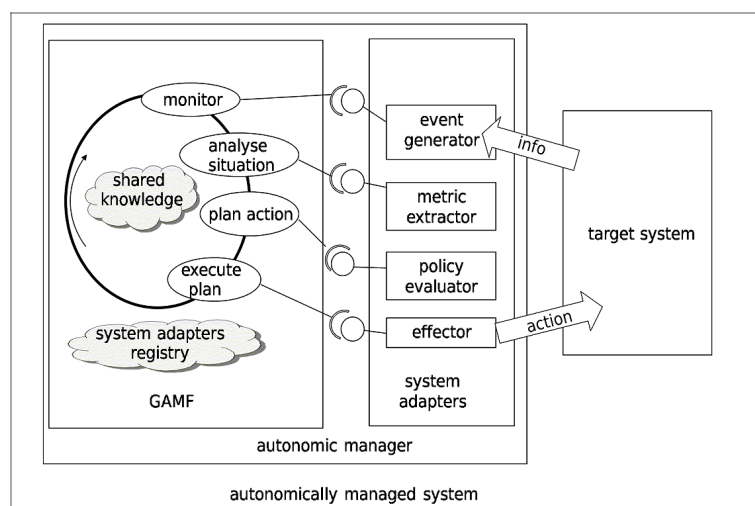 monitor
analyse
situation
shared
knowledge
plan action
execute
plan
system adapters
registry
GAMF
event
generator
metric
extractor
policy
evaluator
effector
system
adapters
info
action
target system
autonomic manager
autonomically managed system